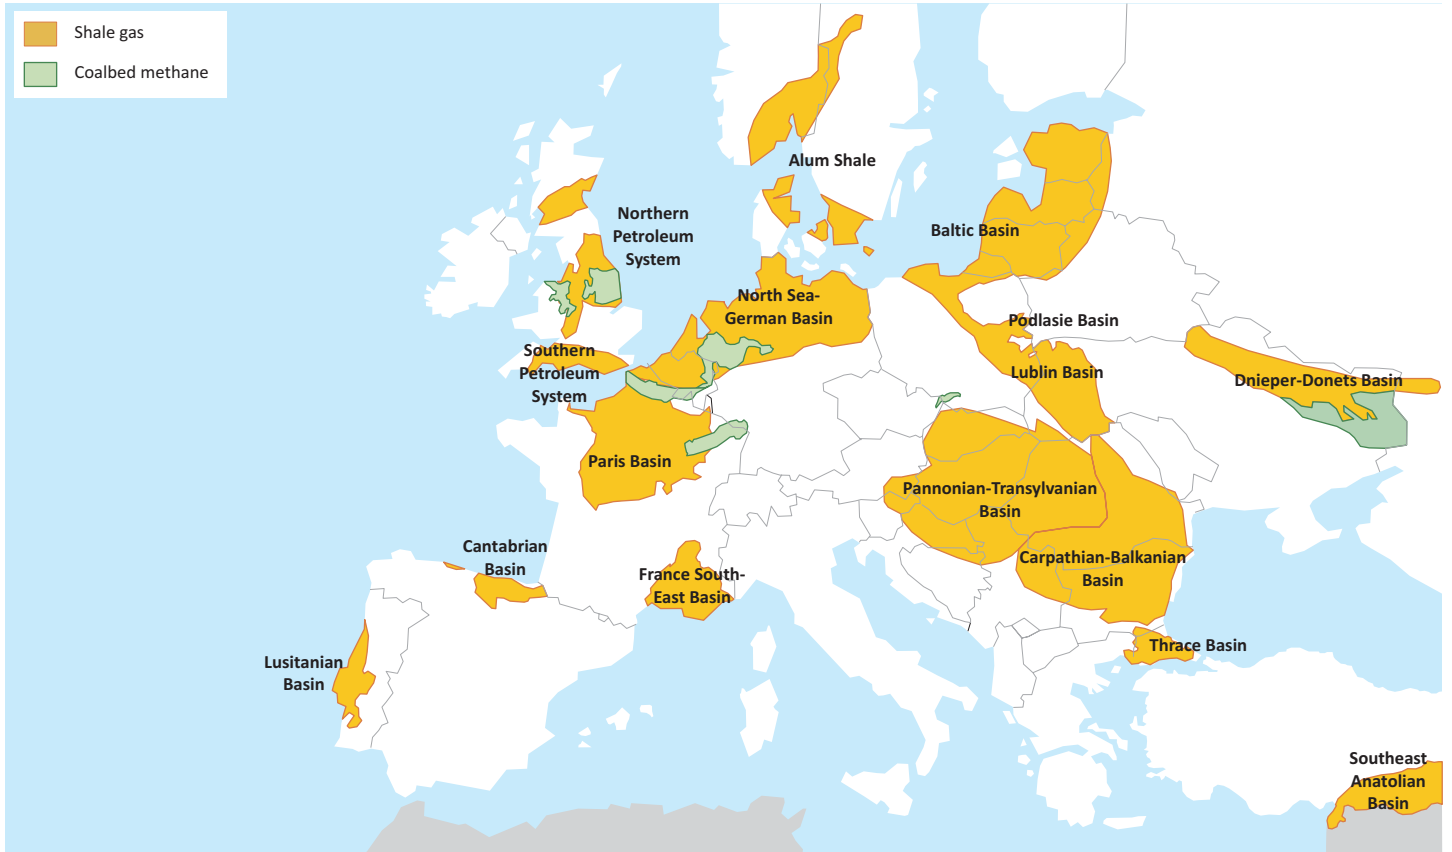 Shale gas
Coalbed methane
Alum Shale
Northern
Petroleum
System
Baltic Basin
North Sea-
German Basin
Podlasie Basin
Southern
Petroleum
System
Lublin Basin
Dnieper-Donets Basin
Paris Basin
Pannonian-Transylvanian
Basin
Cantabrian
Basin
France South-
East Basin
Carpathian-Balkanian
Basin
Thrace Basin
Lusitanian
Basin
Southeast
Anatolian
Basin